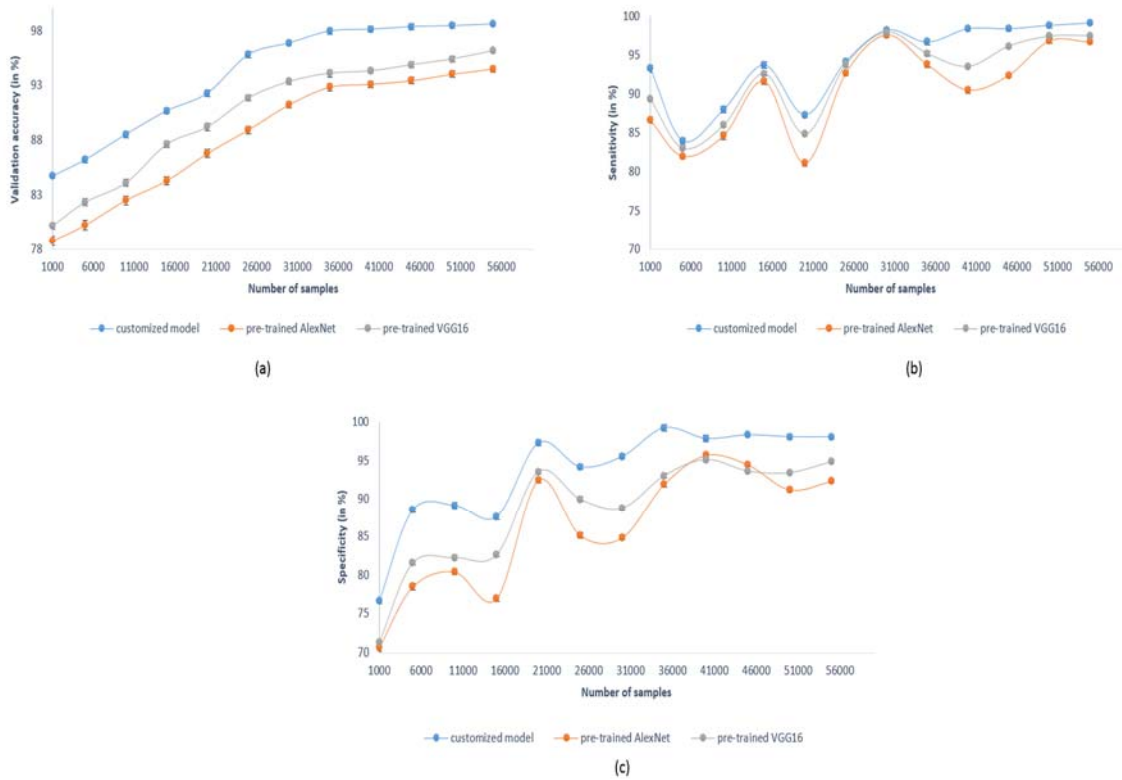 Validation accuracy (in %)
98
93
88
83
78
1000 6000 11000 16000 21000 26000 31000 36000 41000 46000 51000 56000
Number of samples
customized model pre-trained AlexNet pre-trained VGG16
(a)
Sensitivity (in %)
100
95
90
85
80
75
70
1000 6000 11000 16000 21000 26000 31000 36000 41000 46000 51000 56000
Number of samples
customized model pre-trained AlexNet pre-trained VGG16
(b)
Specificity (in %)
100
95
90
85
80
75
70
1000 6000 11000 16000 21000 26000 31000 36000 41000 46000 51000 56000
Number of samples
customized model pre-trained AlexNet pre-trained VGG16
(c)